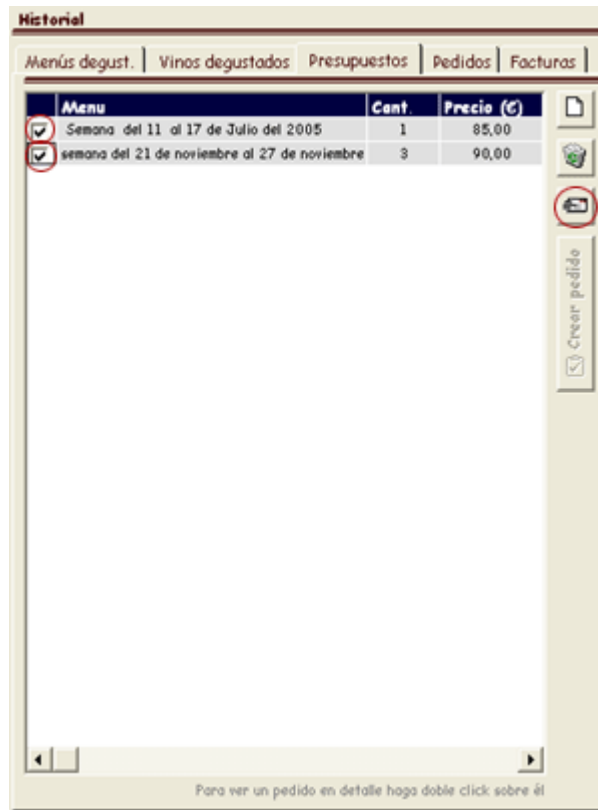 Historial
Menús degust. Vinos degustados Presupuestos Pedidos Facturas
Menu Cant. Precio (€)
Semana del 11 al 17 de Julio del 2005 1 85,00
semana del 21 de noviembre al 27 de noviembre 3 90,00
Crear pedido
Para ver un pedido en detalle haga doble click sobre él